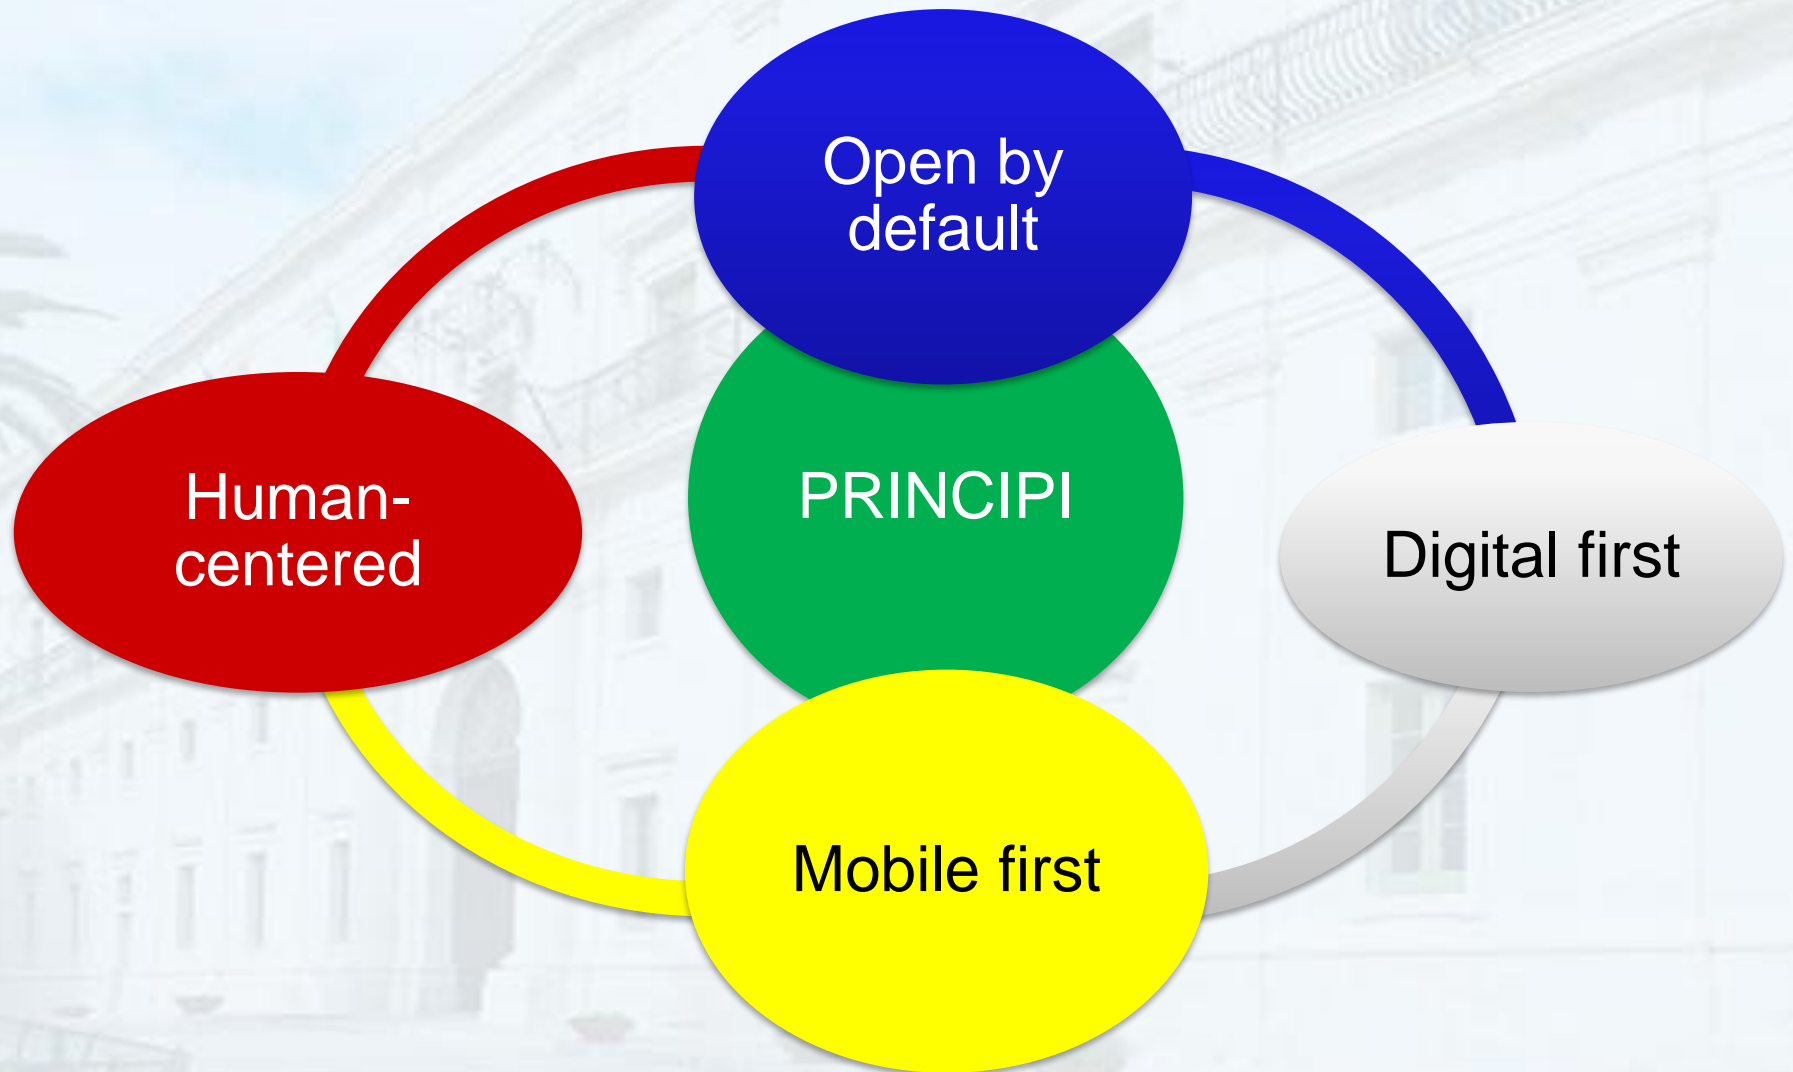 Open by
default
Human-
centered
PRINCIPI
Digital first
Mobile first